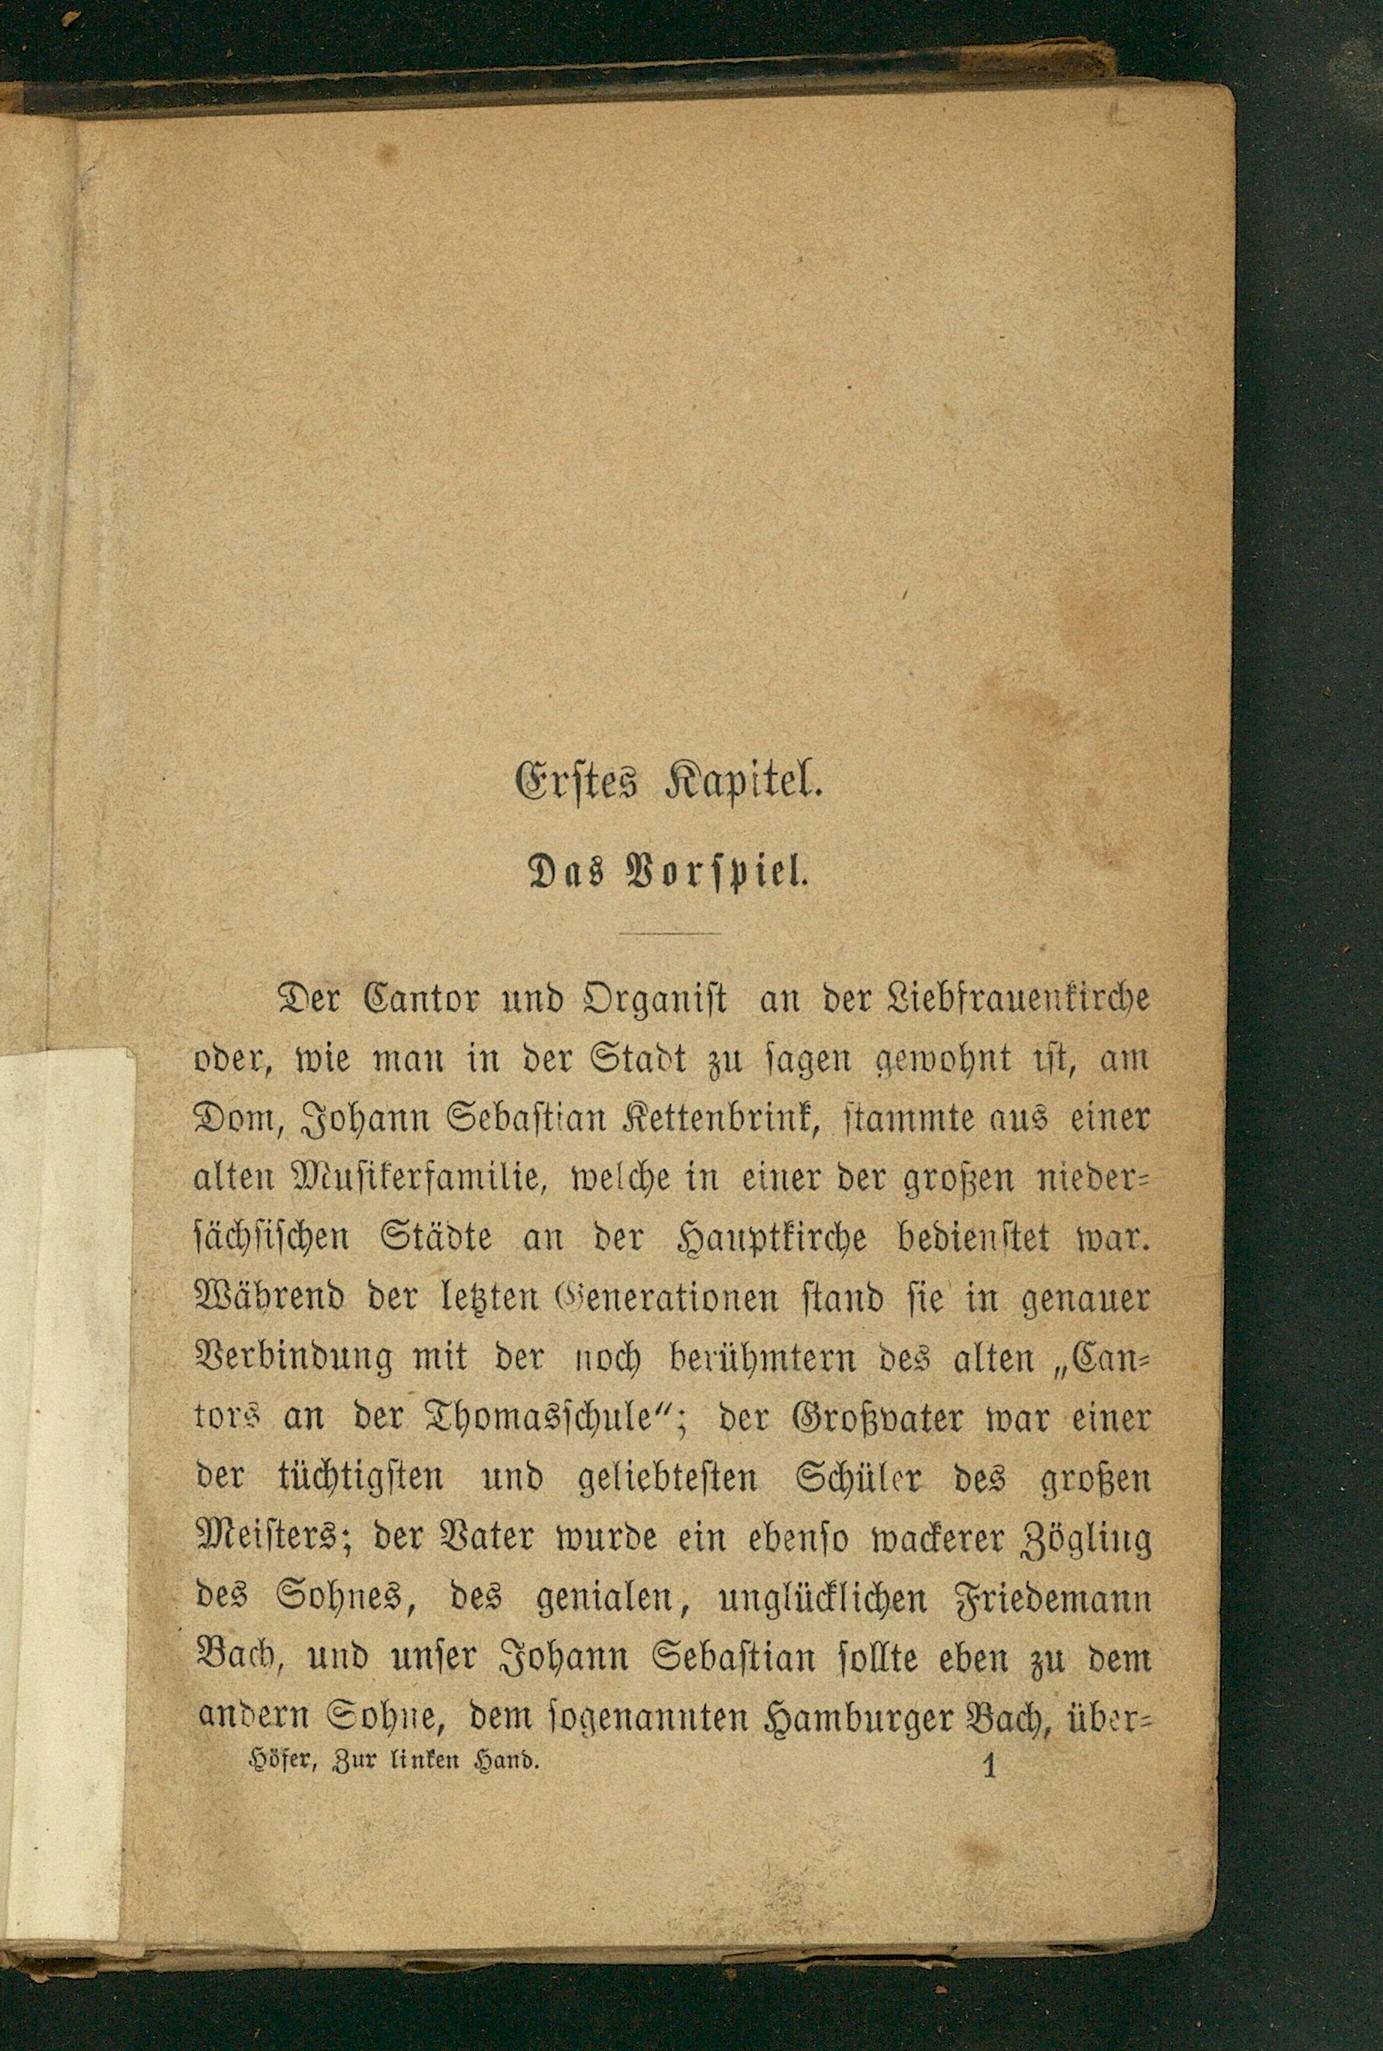 Erstes Kapitel.
Das Vorspiel.
Der Cantor und Organist an der Liebfrauenkirche
oder, wie man in der Stadt zu sagen gewohnt ist, am
Dom, Johann Sebastian Kettenbrink, stammte aus einer
alten Musikerfamilie, welche in einer der großen nieder-
sächsischen Städte an der Hauptkirche bedienstet war.
Während der letzten Generationen stand sie in genauer
Verbindung mit der noch berühmtern des alten „Can-
tors an der Thomasschule“; der Großvater war einer
der tüchtigsten und geliebtesten Schüler des großen
Meisters; der Vater wurde ein ebenso wackerer Zögling
des Sohnes, des genialen, unglücklichen Friedemann
Bach, und unser Johann Sebastian sollte eben zu dem
andern Sohne, dem sogenannten Hamburger Bach, über-
Höfer, Zur linken Hand. 1